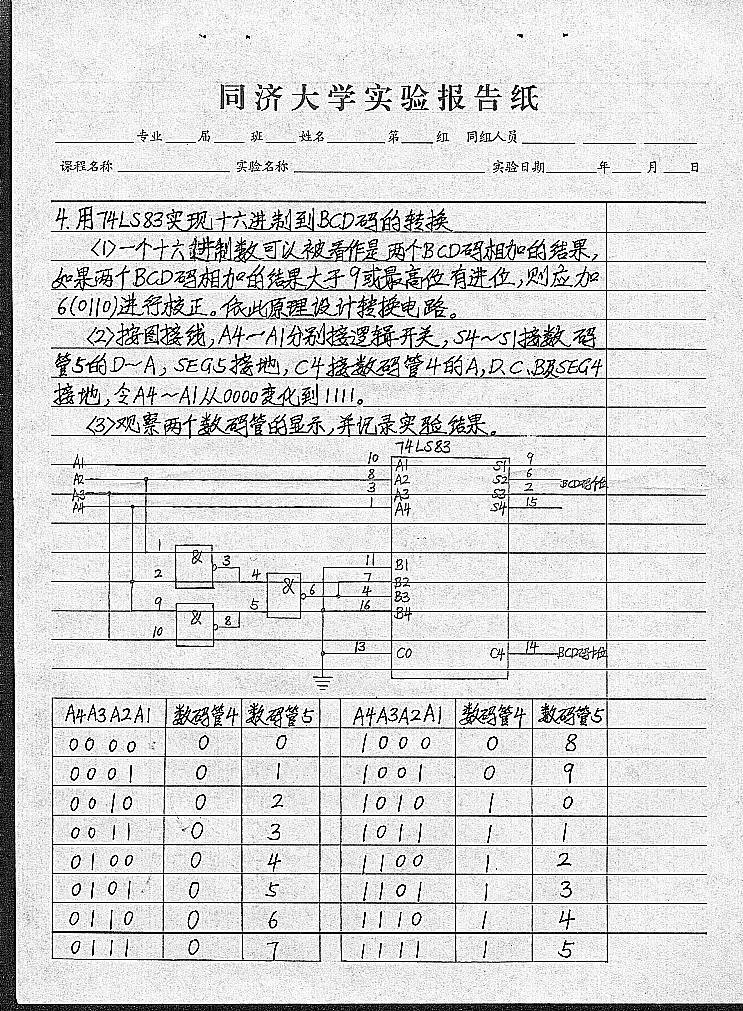 同济大学实验报告纸
专业 届 班 姓名 第 组 同组人员
课程名称 实验名称 实验日期 年 月 日
4.用74LS83实现十六进制到BCD码的转换
(1)一个十六进制数可以被看作是两个BCD码相加的结果,
如果两个BCD码相加的结果大于9或最高位有进位,则应加
6(0110)进行校正。依此原理设计转换电路。
(2)按图接线,A4~A1分别接逻辑开关,S4~S1接数码
管5的D~A,SEG5接地,C4接数码管4的A,D、C、B及SEG4
接地,令A4~A1从0000变化到1111。
(3)观察两个数码管的显示,并记录实验结果。
74LS83
A1 10 A1 S1 9
A2 8 A2 S2 6 BCD码个位
A3 3 A3 S3 2
A4 1 A4 S4 15
1 & 3 11 B1
2 4 & 6 7 B2
9 & 8 5 4 B3
10 16 B4
13 C0 C4 14 BCD码十位
A4A3A2A1 数码管4 数码管5 A4A3A2A1 数码管4 数码管5
0000 0 0 1000 0 8
0001 0 1 1001 0 9
0010 0 2 1010 1 0
0011 0 3 1011 1 1
0100 0 4 1100 1 2
0101 0 5 1101 1 3
0110 0 6 1110 1 4
0111 0 7 1111 1 5